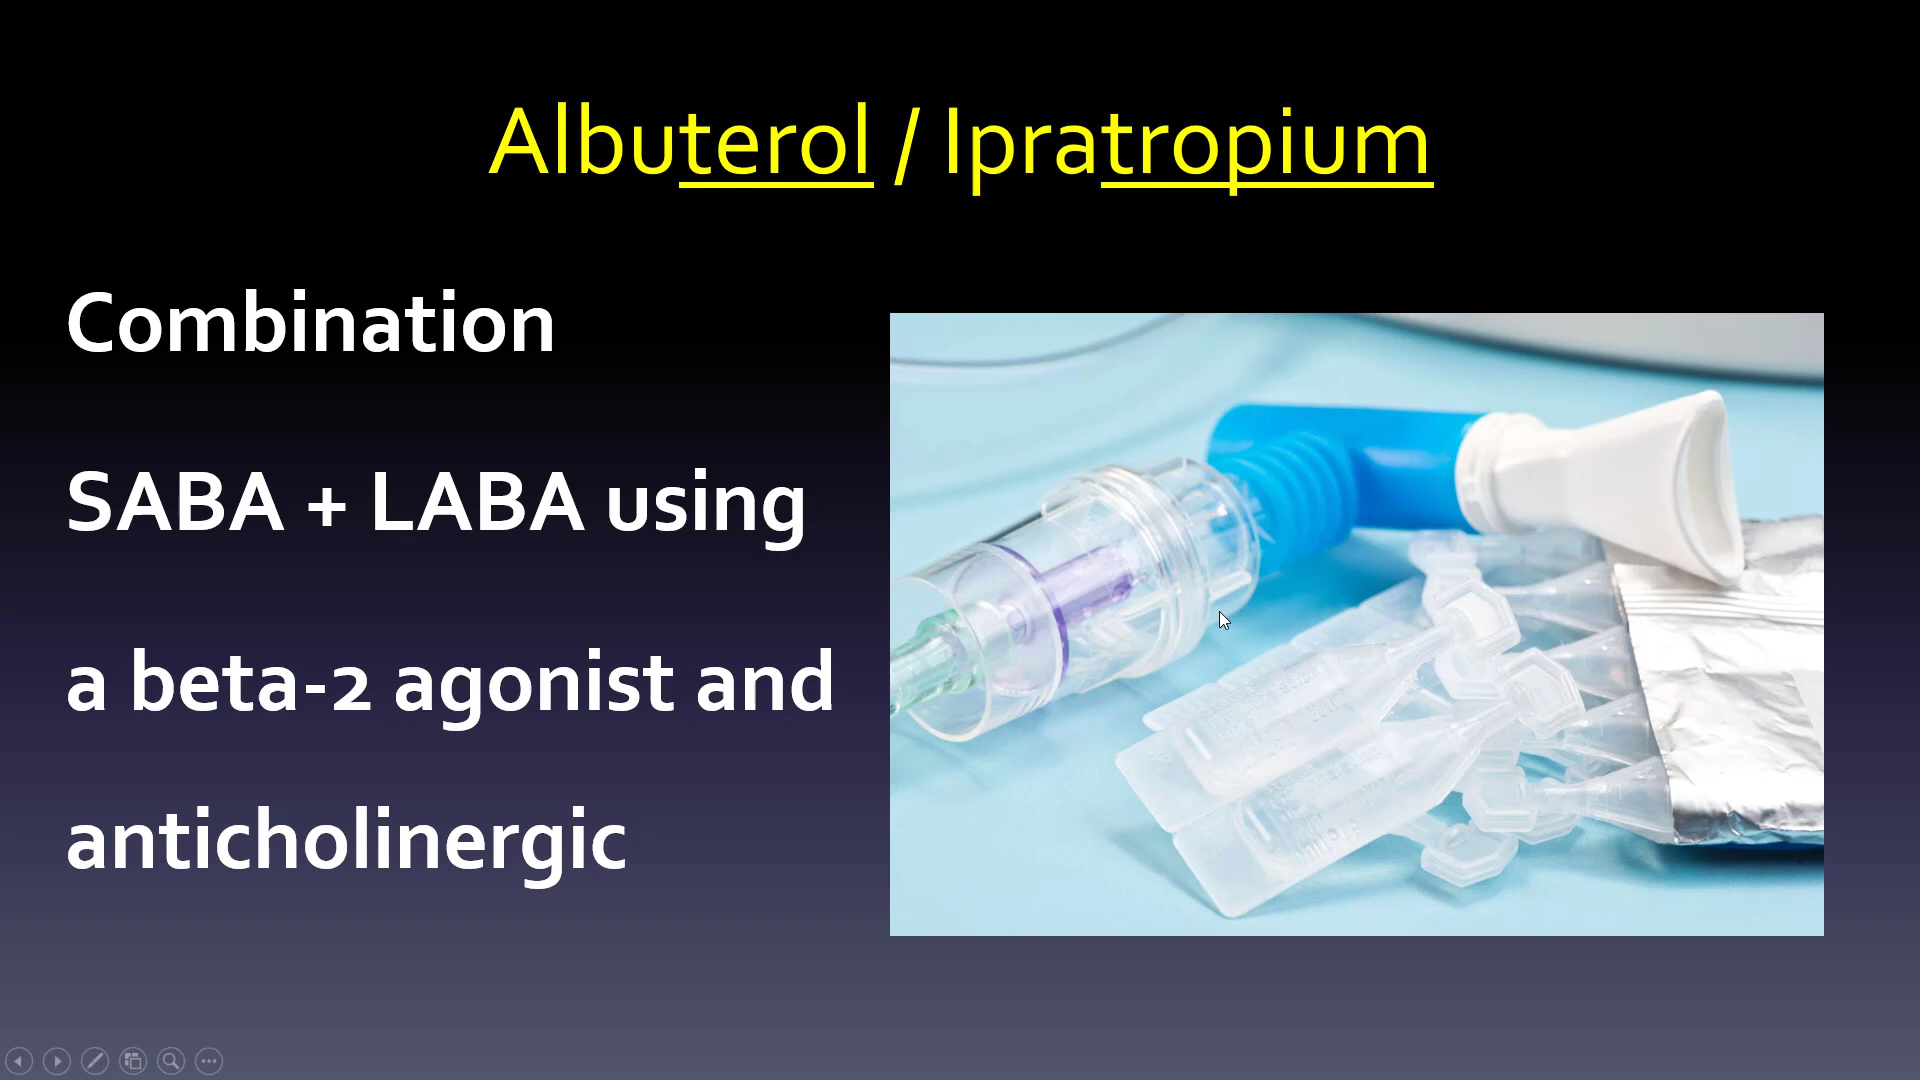 Albuterol / Ipratropium
Combination
SABA + LABA using
a beta-2 agonist and
anticholinergic